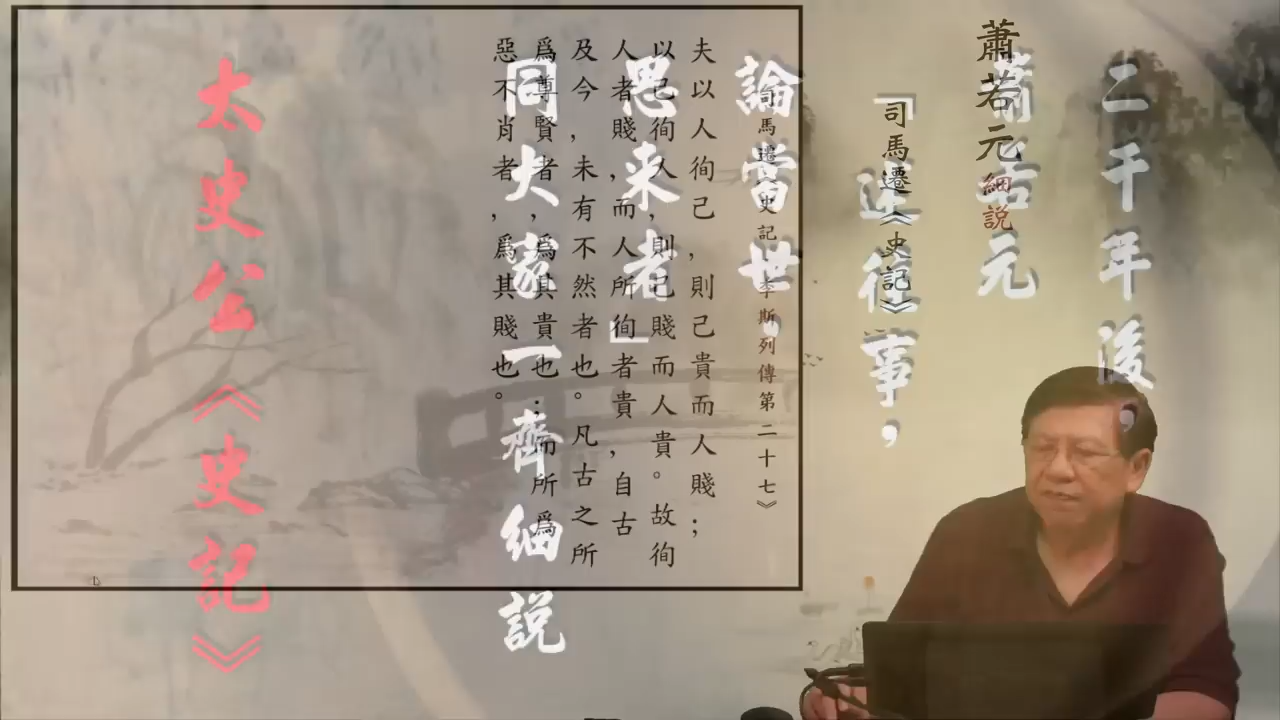 二千年後，
蕭若元
『述往事，
論當世，
思来者』
同大家一齊細說
太史公《史記》
蕭若元細説
司馬遷《史記》
司馬遷《史記 李斯列傳第二十七》
夫以人徇己，則己貴而人賤；
以己徇人，則己賤而人貴。故徇
人者賤，而人所徇者貴，自古
及今，未有不然者也。凡古之所
爲尊賢者，爲其貴也；而所爲
惡不肖者，爲其賤也。